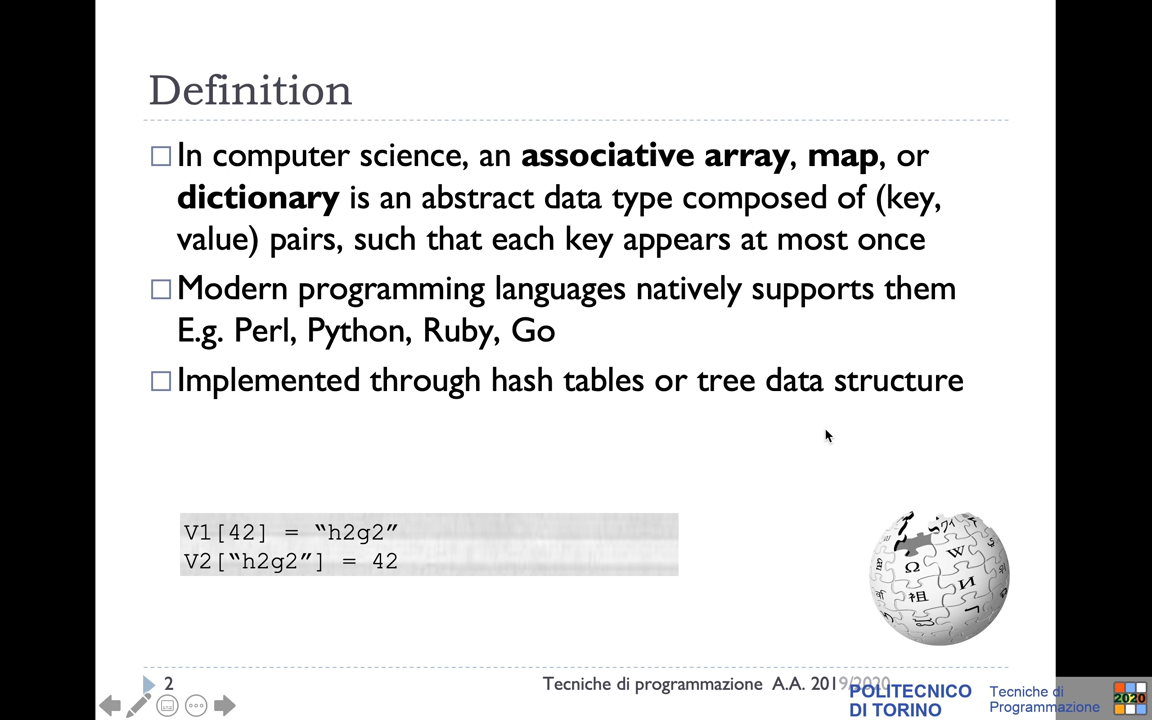 Definition
In computer science, an associative array, map, or
dictionary is an abstract data type composed of (key,
value) pairs, such that each key appears at most once
Modern programming languages natively supports them
E.g. Perl, Python, Ruby, Go
Implemented through hash tables or tree data structure
V1[42] = “h2g2”
V2[“h2g2”] = 42
W
Ω
И
祖
2
Tecniche di programmazione A.A. 2019/2020
POLITECNICO
DI TORINO
Tecniche di
Programmazione
2020